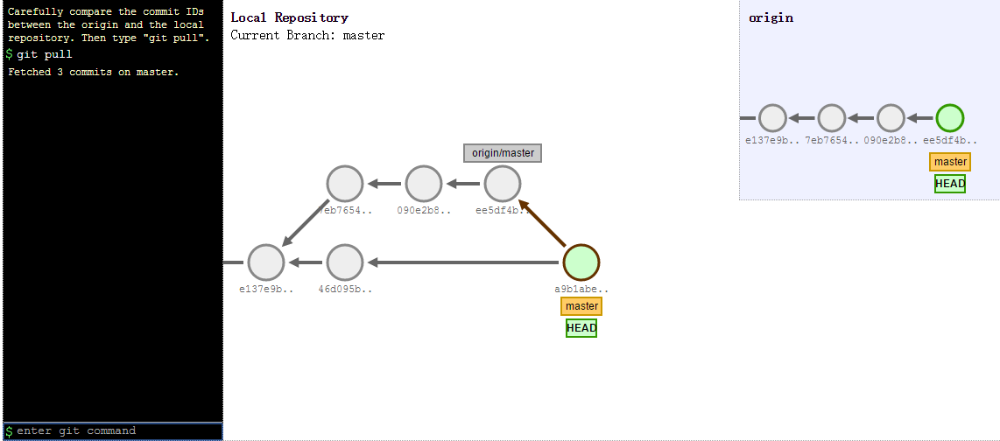 Carefully compare the commit IDs
between the origin and the local
repository. Then type "git pull".
$ git pull
Fetched 3 commits on master.
$ enter git command
Local Repository
Current Branch: master
origin/master
7eb7654..
090e2b8..
ee5df4b..
e137e9b..
46d095b..
a9b1abe..
master
HEAD
origin
e137e9b..
7eb7654..
090e2b8..
ee5df4b..
master
HEAD